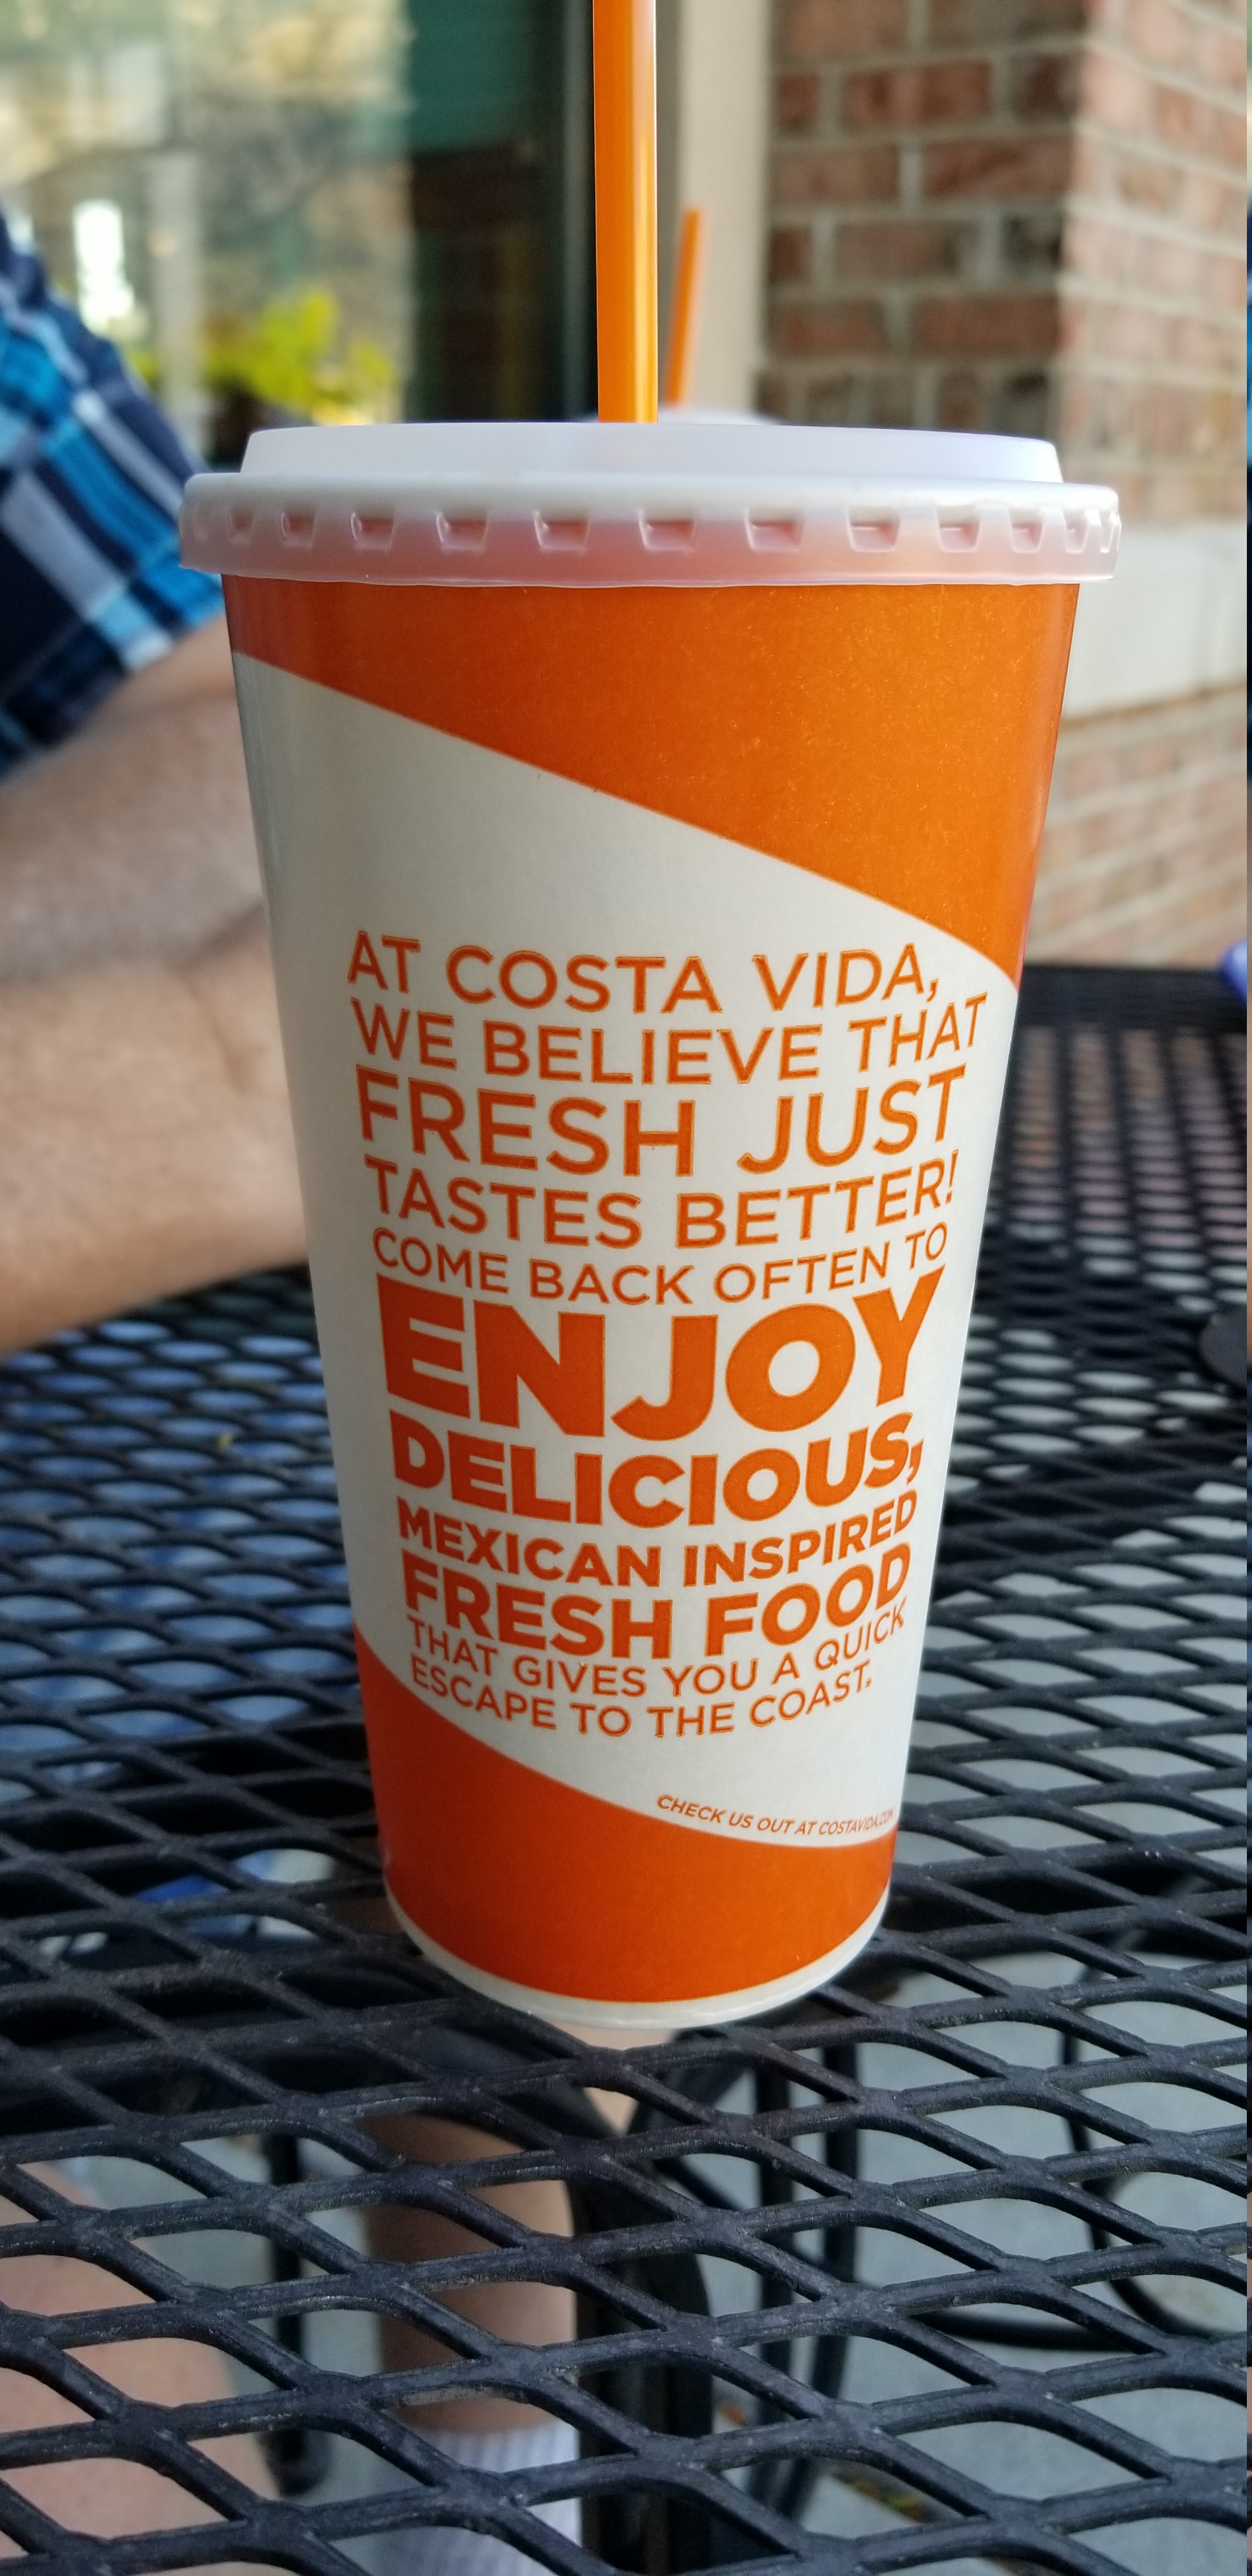 AT COSTA VIDA,
WE BELIEVE THAT
FRESH JUST
TASTES BETTER!
COME BACK OFTEN TO
ENJOY
DELICIOUS,
MEXICAN INSPIRED
FRESH FOOD
THAT GIVES YOU A QUICK
ESCAPE TO THE COAST.
CHECK US OUT AT COSTAVIDA.COM